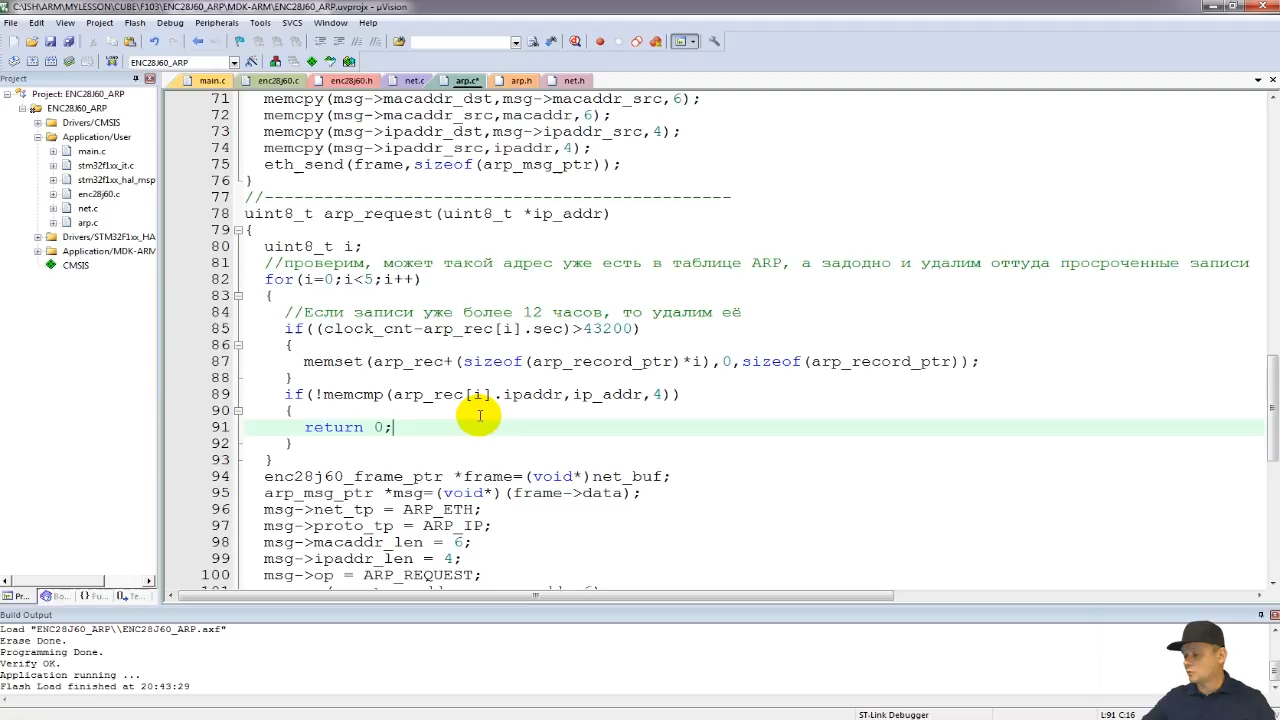 C:\ISH\ARM\MYLESSON\CUBE\F103\ENC28J60_ARP\MDK-ARM\ENC28J60_ARP.uvprojx - µVision
File Edit View Project Flash Debug Peripherals Tools SVCS Window Help
ENC28J60_ARP
Project
main.c enc28j60.c enc28j60.h net.c arp.c* arp.h net.h
Project: ENC28J60_ARP
ENC28J60_ARP
Drivers/CMSIS
Application/User
main.c
stm32f1xx_it.c
stm32f1xx_hal_msp
enc28j60.c
net.c
arp.c
Drivers/STM32F1xx_HA
Application/MDK-ARM
CMSIS
71 memcpy(msg->macaddr_dst,msg->macaddr_src,6);
72 memcpy(msg->macaddr_src,macaddr,6);
73 memcpy(msg->ipaddr_dst,msg->ipaddr_src,4);
74 memcpy(msg->ipaddr_src,ipaddr,4);
75 eth_send(frame,sizeof(arp_msg_ptr));
76 }
77 //-----------------------------------------------
78 uint8_t arp_request(uint8_t *ip_addr)
79 {
80 uint8_t i;
81 //проверим, может такой адрес уже есть в таблице ARP, а задодно и удалим оттуда просроченные записи
82 for(i=0;i<5;i++)
83 {
84 //Если записи уже более 12 часов, то удалим её
85 if((clock_cnt-arp_rec[i].sec)>43200)
86 {
87 memset(arp_rec+(sizeof(arp_record_ptr)*i),0,sizeof(arp_record_ptr));
88 }
89 if(!memcmp(arp_rec[i].ipaddr,ip_addr,4))
90 {
91 return 0;
92 }
93 }
94 enc28j60_frame_ptr *frame=(void*)net_buf;
95 arp_msg_ptr *msg=(void*)(frame->data);
96 msg->net_tp = ARP_ETH;
97 msg->proto_tp = ARP_IP;
98 msg->macaddr_len = 6;
99 msg->ipaddr_len = 4;
100 msg->op = ARP_REQUEST;
Pr... Bo... {} Fu... Te...
Build Output
Load "ENC28J60_ARP\\ENC28J60_ARP.axf"
Erase Done.
Programming Done.
Verify OK.
Application running ...
Flash Load finished at 20:43:29
ST-Link Debugger L:91 C:16